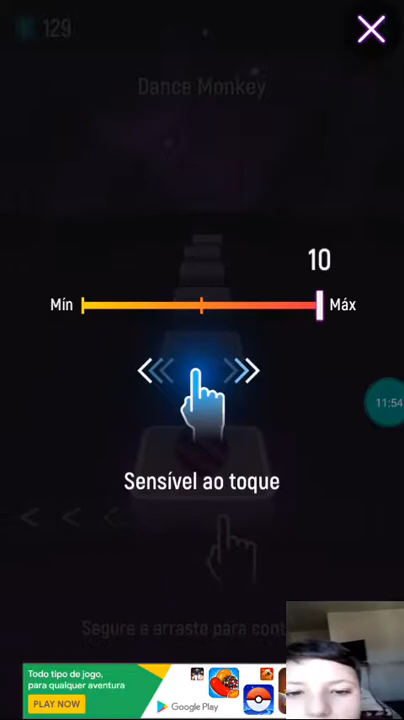 129
Dance Monkey
10
Mín
Máx
11:54
Sensível ao toque
Segure e arraste para con
Todo tipo de jogo,
para qualquer aventura
PLAY NOW
Google Play